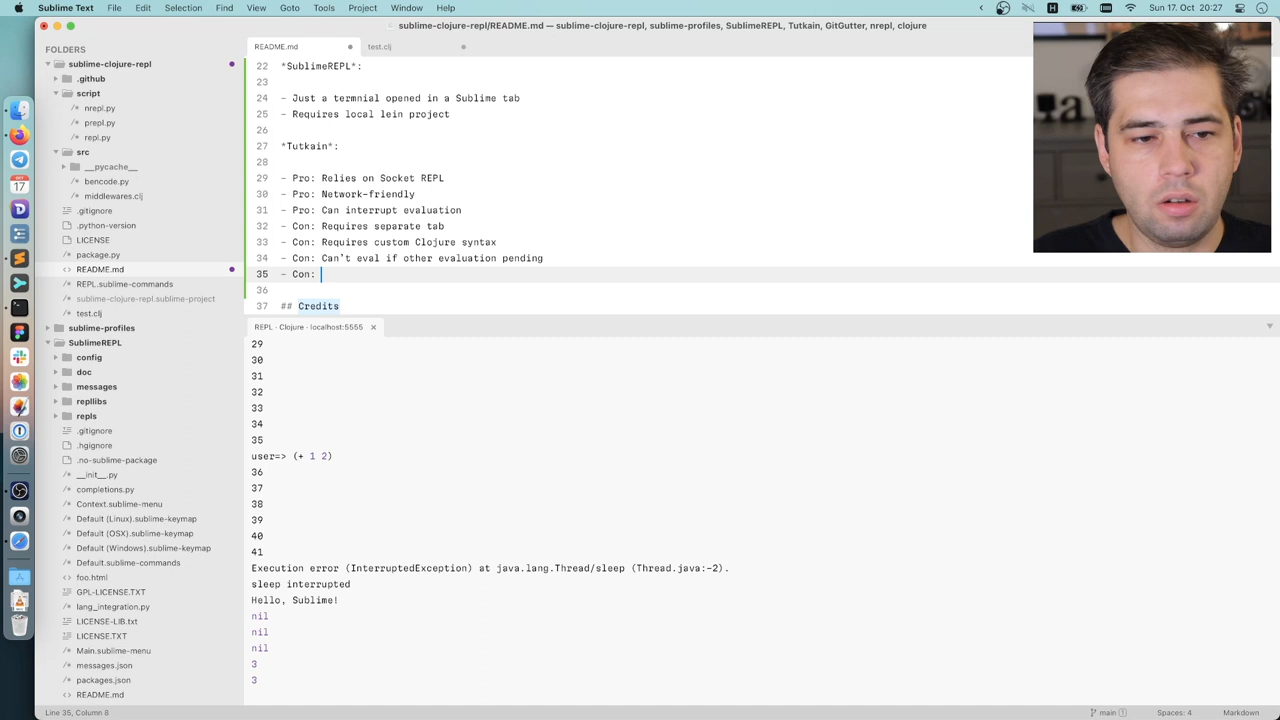 Sublime Text File Edit Selection Find View Goto Tools Project Window Help
Sun 17. Oct 20:27
sublime-clojure-repl/README.md — sublime-clojure-repl, sublime-profiles, SublimeREPL, Tutkain, GitGutter, nrepl, clojure
FOLDERS
sublime-clojure-repl
.github
script
nrepl.py
prepl.py
repl.py
src
__pycache__
bencode.py
middlewares.clj
.gitignore
.python-version
LICENSE
package.py
README.md
REPL.sublime-commands
sublime-clojure-repl.sublime-project
test.clj
sublime-profiles
SublimeREPL
config
doc
messages
repllibs
repls
.gitignore
.hgignore
.no-sublime-package
__init__.py
completions.py
Context.sublime-menu
Default (Linux).sublime-keymap
Default (OSX).sublime-keymap
Default (Windows).sublime-keymap
Default.sublime-commands
foo.html
GPL-LICENSE.TXT
lang_integration.py
LICENSE-LIB.txt
LICENSE.TXT
Main.sublime-menu
messages.json
packages.json
README.md
README.md test.clj
22 *SublimeREPL*:
23
24 - Just a termnial opened in a Sublime tab
25 - Requires local lein project
26
27 *Tutkain*:
28
29 - Pro: Relies on Socket REPL
30 - Pro: Network-friendly
31 - Pro: Can interrupt evaluation
32 - Con: Requires separate tab
33 - Con: Requires custom Clojure syntax
34 - Con: Can’t eval if other evaluation pending
35 - Con:
36
37 ## Credits
REPL · Clojure · localhost:5555
29
30
31
32
33
34
35
user=> (+ 1 2)
36
37
38
39
40
41
Execution error (InterruptedException) at java.lang.Thread/sleep (Thread.java:-2).
sleep interrupted
Hello, Sublime!
nil
nil
nil
3
3
Line 35, Column 8
main 1 Spaces: 4 Markdown